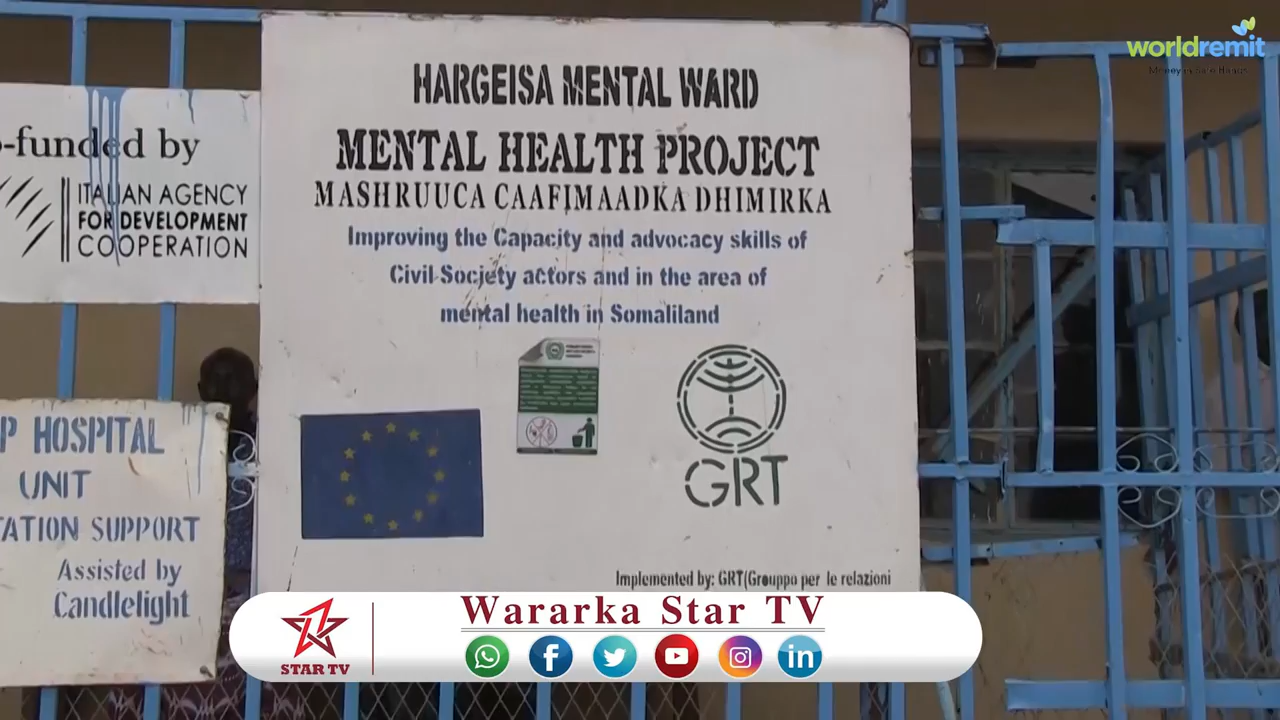 HARGEISA MENTAL WARD
MENTAL HEALTH PROJECT
MASHRUUCA CAAFIMAADKA DHIMIRKA
Improving the Capacity and advocacy skills of
Civil Society actors and in the area of
mental health in Somaliland
GRT
Implemented by: GRT(Grouppo per le relazioni
-funded by
ITALIAN AGENCY
FOR DEVELOPMENT
COOPERATION
P HOSPITAL
UNIT
TATION SUPPORT
Assisted by
Candlelight
worldremit
Wararka Star TV
STAR TV